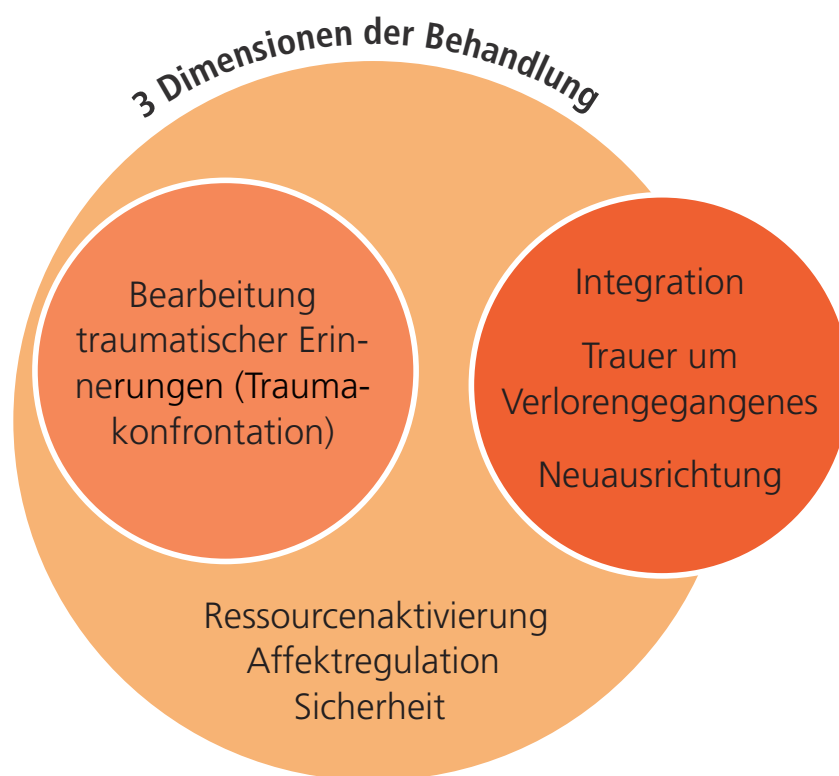 3 Dimensionen der Behandlung
Bearbeitung
traumatischer Erin-
nerungen (Trauma-
konfrontation)
Integration
Trauer um
Verlorengegangenes
Neuausrichtung
Ressourcenaktivierung
Affektregulation
Sicherheit